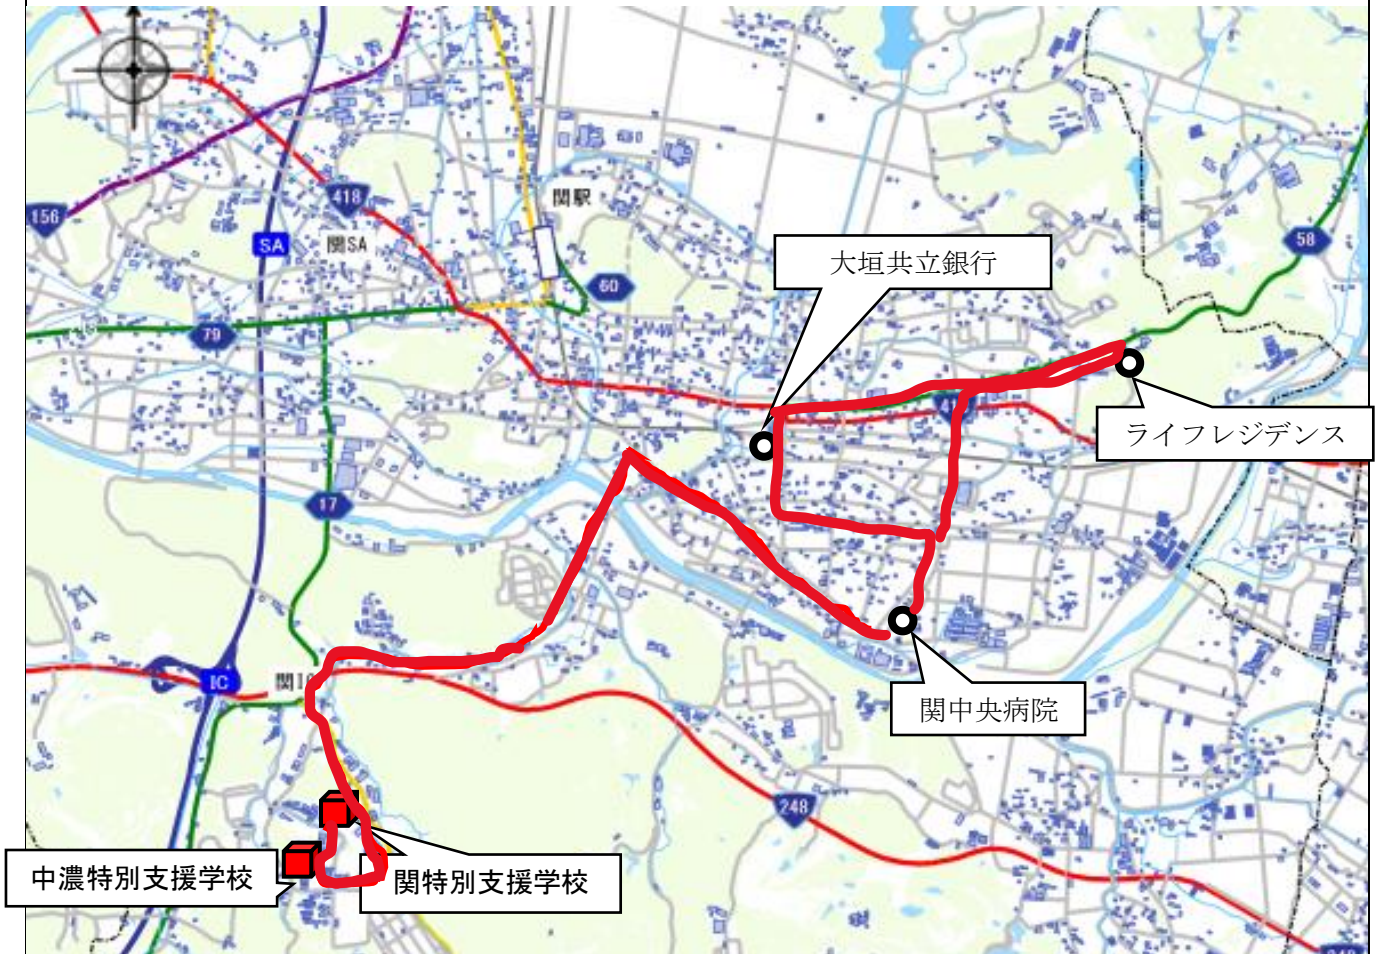 418
関駅
156
SA
関SA
58
大垣共立銀行
60
79
ライフレジデンス
17
IC
関中央病院
248
中濃特別支援学校
関特別支援学校